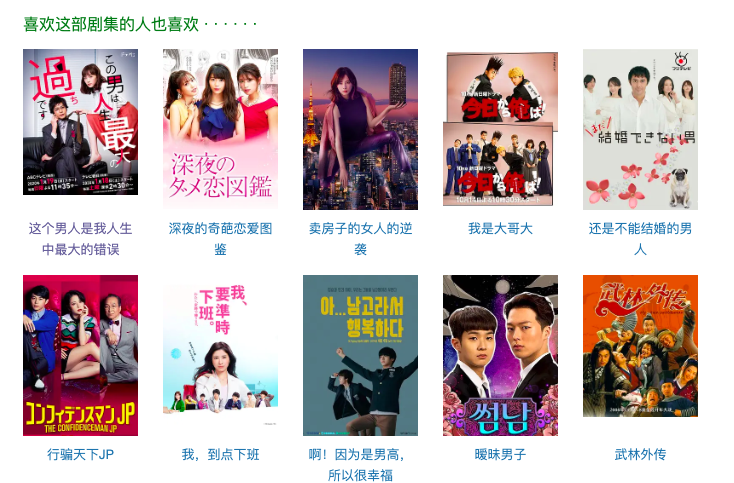 喜欢这部剧集的人也喜欢 · · · · · ·
この男は人生最大の過ちです
深夜のダメ恋図鑑
今日から俺は!!
今日から俺は!!
まだ結婚できない男
这个男人是我人生
中最大的错误
深夜的奇葩恋爱图
鉴
卖房子的女人的逆
袭
我是大哥大
还是不能结婚的男
人
コンフィデンスマンJP
THE CONFIDENCEMAN JP
我、
要準時
下班。
아...남고라서
행복하다
썸남
武林外传
行骗天下JP
我，到点下班
啊！因为是男高，
所以很幸福
暧昧男子
武林外传